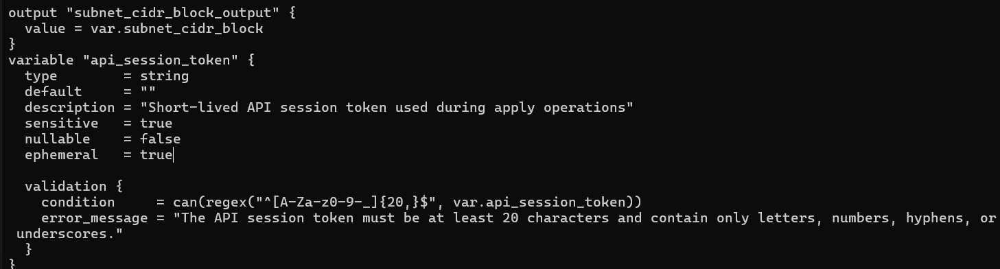 output "subnet_cidr_block_output" {
  value = var.subnet_cidr_block
}
variable "api_session_token" {
  type        = string
  default     = ""
  description = "Short-lived API session token used during apply operations"
  sensitive   = true
  nullable    = false
  ephemeral   = true

  validation {
    condition     = can(regex("^[A-Za-z0-9-_]{20,}$", var.api_session_token))
    error_message = "The API session token must be at least 20 characters and contain only letters, numbers, hyphens, or
 underscores."
  }
}